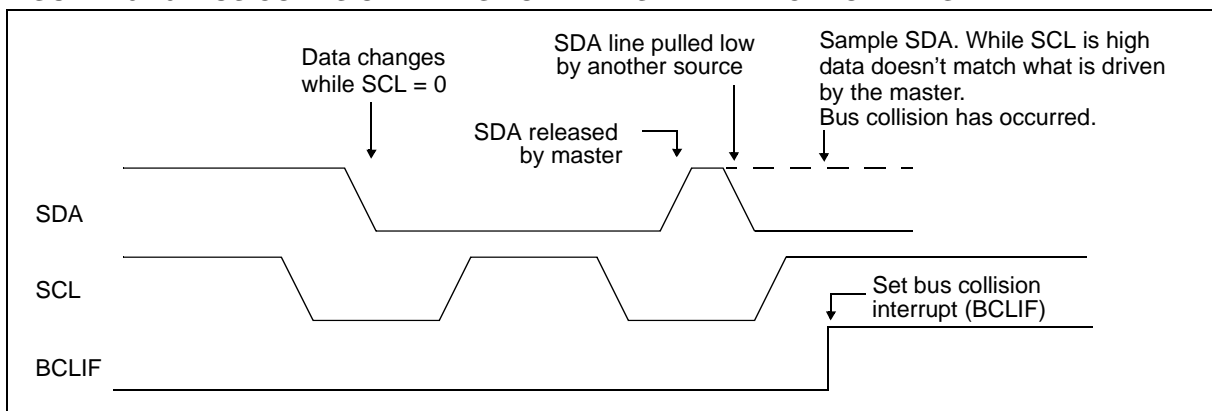 Data changes
while SCL = 0
SDA line pulled low
by another source
Sample SDA. While SCL is high
data doesn't match what is driven
by the master.
Bus collision has occurred.
SDA released
by master
SDA
SCL
Set bus collision
interrupt (BCLIF)
BCLIF